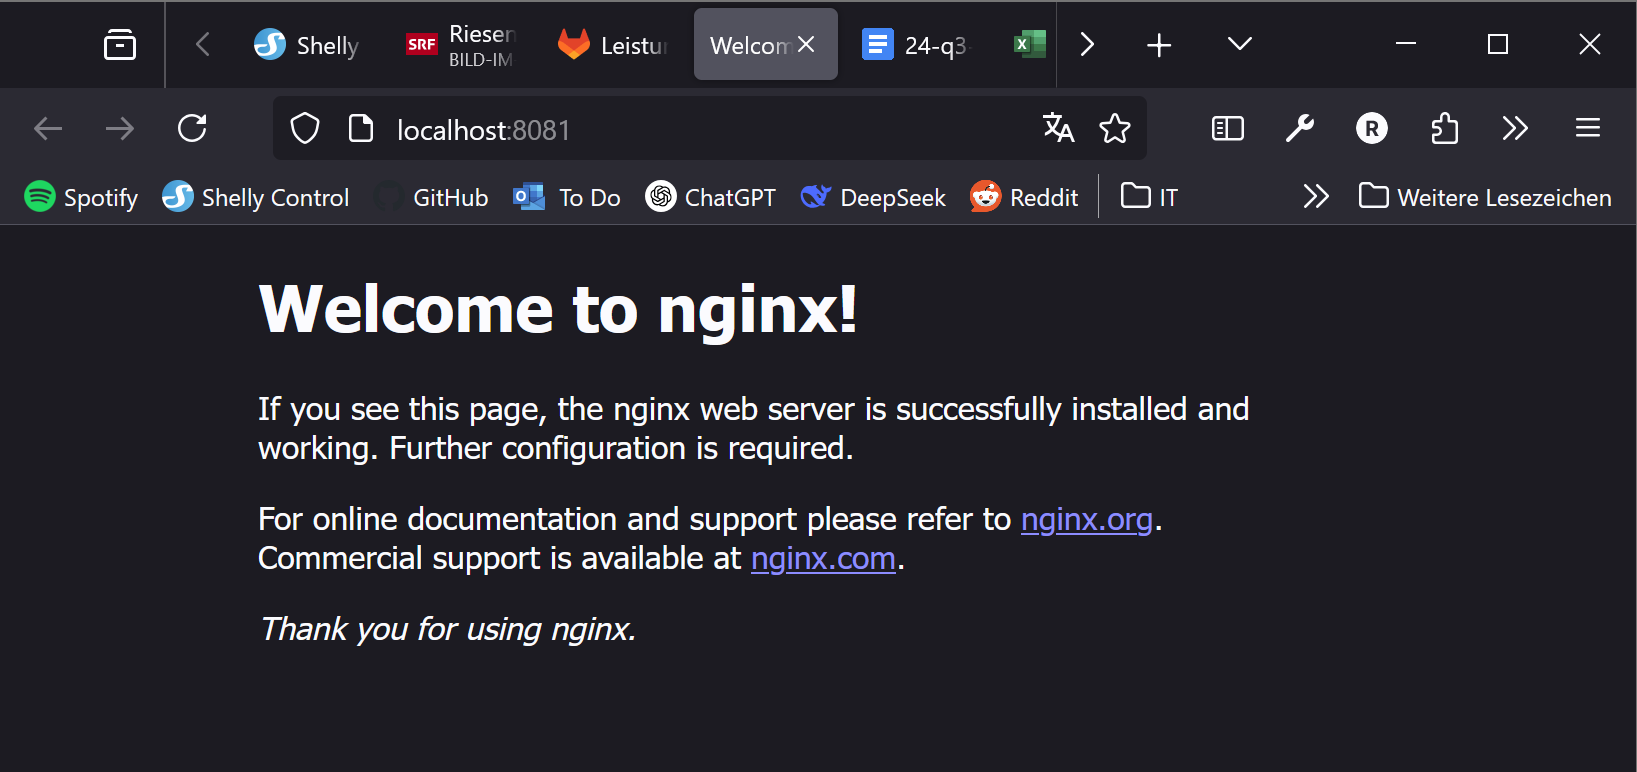 Shelly
SRF
Riesen
BILD-IM
Leistu
Welcom
24-q3-
localhost:8081
R
Spotify
Shelly Control
GitHub
To Do
ChatGPT
DeepSeek
Reddit
IT
Weitere Lesezeichen
Welcome to nginx!
If you see this page, the nginx web server is successfully installed and
working. Further configuration is required.
For online documentation and support please refer to nginx.org.
Commercial support is available at nginx.com.
Thank you for using nginx.